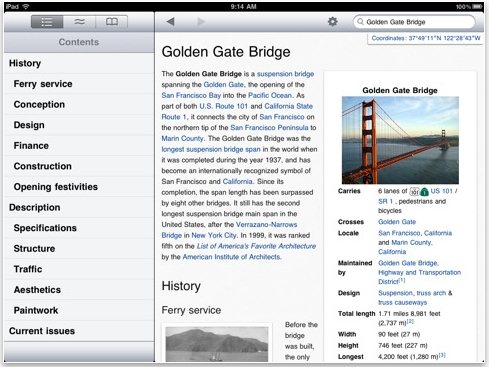 iPad
9:14 AM
100%
Golden Gate Bridge
Coordinates: 37°49′11″N 122°28′43″W
Contents
History
Ferry service
Conception
Design
Finance
Construction
Opening festivities
Description
Specifications
Structure
Traffic
Aesthetics
Paintwork
Current issues
Golden Gate Bridge
The Golden Gate Bridge is a suspension bridge
spanning the Golden Gate, the opening of the
San Francisco Bay into the Pacific Ocean. As
part of both U.S. Route 101 and California State
Route 1, it connects the city of San Francisco on
the northern tip of the San Francisco Peninsula to
Marin County. The Golden Gate Bridge was the
longest suspension bridge span in the world when
it was completed during the year 1937, and has
become an internationally recognized symbol of
San Francisco and California. Since its
completion, the span length has been surpassed
by eight other bridges. It still has the second
longest suspension bridge main span in the
United States, after the Verrazano-Narrows
Bridge in New York City. In 1999, it was ranked
fifth on the List of America's Favorite Architecture
by the American Institute of Architects.
History
Ferry service
Before the
bridge
was built,
the only
Golden Gate Bridge
Carries 6 lanes of 101 1 US 101 /
SR 1 , pedestrians and
bicycles
Crosses Golden Gate
Locale San Francisco, California
and Marin County,
California
Maintained Golden Gate Bridge,
by Highway and Transportation
District[1]
Design Suspension, truss arch &
truss causeways
Total length 1.71 miles 8,981 feet
(2,737 m)[2]
Width 90 feet (27 m)
Height 746 feet (227 m)
Longest 4,200 feet (1,280 m)[3]